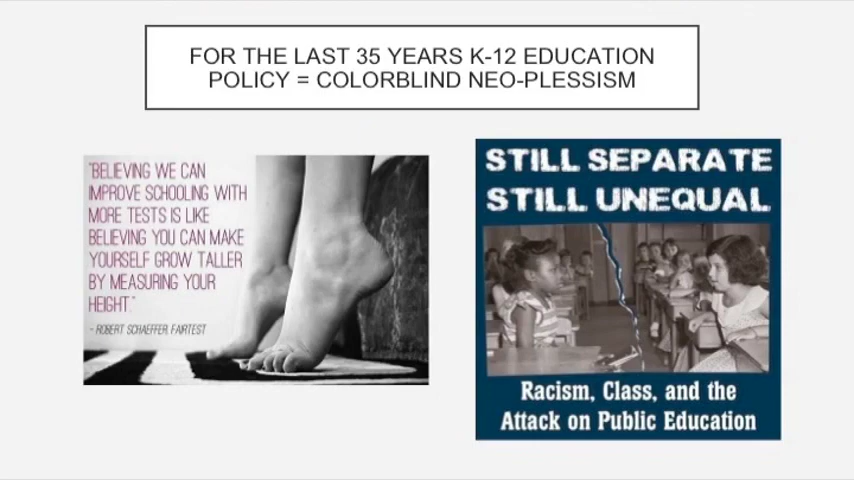 FOR THE LAST 35 YEARS K-12 EDUCATION
POLICY = COLORBLIND NEO-PLESSISM
"BELIEVING WE CAN
IMPROVE SCHOOLING WITH
MORE TESTS IS LIKE
BELIEVING YOU CAN MAKE
YOURSELF GROW TALLER
BY MEASURING YOUR
HEIGHT."
- ROBERT SCHAEFFER, FAIRTEST
STILL SEPARATE
STILL UNEQUAL
Racism, Class, and the
Attack on Public Education